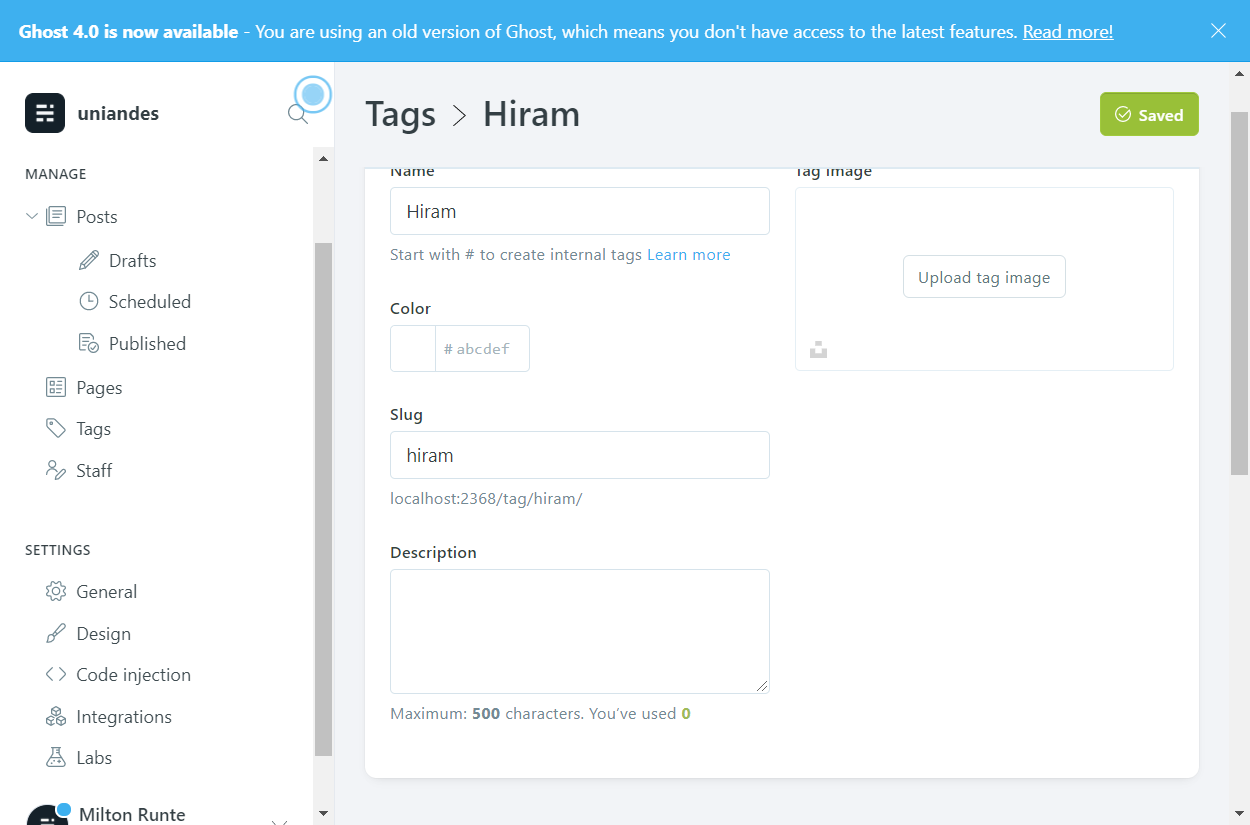 Ghost 4.0 is now available - You are using an old version of Ghost, which means you don't have access to the latest features. Read more!
uniandes
MANAGE
Posts
Drafts
Scheduled
Published
Pages
Tags
Staff
SETTINGS
General
Design
Code injection
Integrations
Labs
Milton Runte
Tags > Hiram
Saved
Name
Hiram
Start with # to create internal tags Learn more
Color
# abcdef
Slug
hiram
localhost:2368/tag/hiram/
Description
Maximum: 500 characters. You’ve used 0
Tag image
Upload tag image